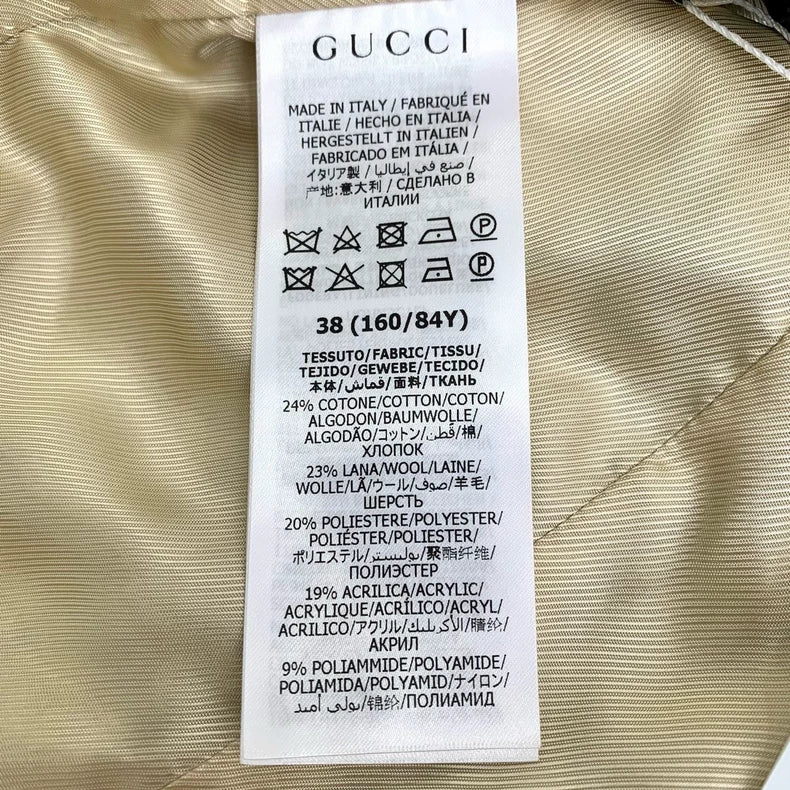 GUCCI
MADE IN ITALY / FABRIQUÉ EN
ITALIE / HECHO EN ITALIA /
HERGESTELLT IN ITALIEN /
FABRICADO EM ITÁLIA /
イタリア製 / صنع في إيطاليا /
产地:意大利 / СДЕЛАНО В
ИТАЛИИ
38 (160/84Y)
TESSUTO/FABRIC/TISSU/
TEJIDO/GEWEBE/TECIDO/
本体/قماش/面料/ТКАНЬ
24% COTONE/COTTON/COTON/
ALGODON/BAUMWOLLE/
ALGODÃO/コットン/قطن/棉/
ХЛОПОК
23% LANA/WOOL/LAINE/
WOLLE/LÃ/ウール/صوف/羊毛/
ШЕРСТЬ
20% POLIESTERE/POLYESTER/
POLIÉSTER/POLIESTER/
ポリエステル/بوليستر/聚酯纤维/
ПОЛИЭСТЕР
19% ACRILICA/ACRYLIC/
ACRYLIQUE/ACRÍLICO/ACRYL/
ACRILICO/アクリル/الأكريليك/腈纶/
АКРИЛ
9% POLIAMMIDE/POLYAMIDE/
POLIAMIDA/POLYAMID/ナイロン/
بولي أميد/锦纶/ПОЛИАМИД